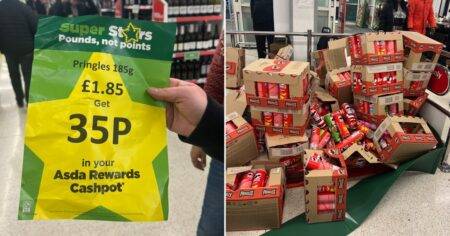 Super Stars
Pounds, not points
Pringles 185g
£1.85
Get
35P
in your
Asda Rewards
Cashpot*